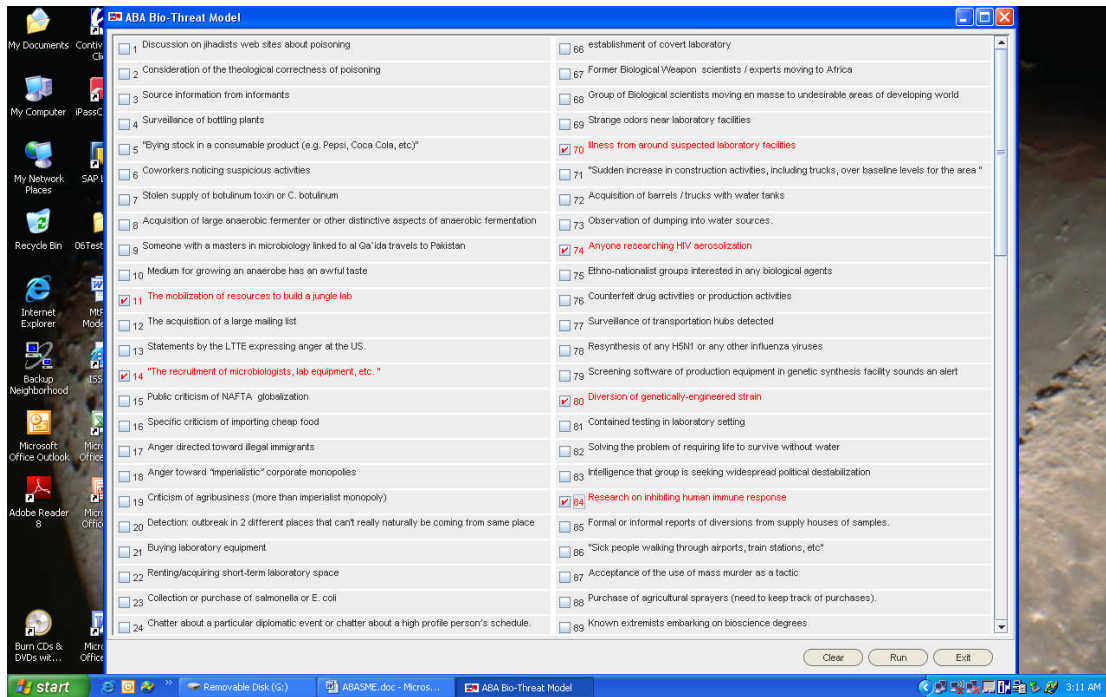 ABA Bio-Threat Model
My Documents
My Computer
My Network
Places
Recycle Bin
Internet
Explorer
Backup
Neighborhood
Microsoft
Office Outlook
Adobe Reader
8
Burn CDs &
DVDs wit...
1 Discussion on jihadists web sites about poisoning
2 Consideration of the theological correctness of poisoning
3 Source information from informants
4 Surveillance of bottling plants
5 "Bying stock in a consumable product (e.g. Pepsi, Coca Cola, etc)"
6 Coworkers noticing suspicious activities
7 Stolen supply of botulinum toxin or C. botulinum
8 Acquisition of large anaerobic fermenter or other distinctive aspects of anaerobic fermentation
9 Someone with a masters in microbiology linked to al Qa`ida travels to Pakistan
10 Medium for growing an anaerobe has an awful taste
11 The mobilization of resources to build a jungle lab
12 The acquisition of a large mailing list
13 Statements by the LTTE expressing anger at the US.
14 "The recruitment of microbiologists, lab equipment, etc. "
15 Public criticism of NAFTA globalization
16 Specific criticism of importing cheap food
17 Anger directed toward illegal immigrants
18 Anger toward "imperialistic" corporate monopolies
19 Criticism of agribusiness (more than imperialist monopoly)
20 Detection: outbreak in 2 different places that can't really naturally be coming from same place
21 Buying laboratory equipment
22 Renting/acquiring short-term laboratory space
23 Collection or purchase of salmonella or E. coli
24 Chatter about a particular diplomatic event or chatter about a high profile person's schedule.
66 establishment of covert laboratory
67 Former Biological Weapon scientists / experts moving to Africa
68 Group of Biological scientists moving en masse to undesirable areas of developing world
69 Strange odors near laboratory facilities
70 Illness from around suspected laboratory facilities
71 "Sudden increase in construction activities, including trucks, over baseline levels for the area "
72 Acquisition of barrels / trucks with water tanks
73 Observation of dumping into water sources.
74 Anyone researching HIV aerosolization
75 Ethno-nationalist groups interested in any biological agents
76 Counterfeit drug activities or production activities
77 Surveillance of transportation hubs detected
78 Resynthesis of any H5N1 or any other influenza viruses
79 Screening software of production equipment in genetic synthesis facility sounds an alert
80 Diversion of genetically-engineered strain
81 Contained testing in laboratory setting
82 Solving the problem of requiring life to survive without water
83 Intelligence that group is seeking widespread political destabilization
84 Research on inhibiting human immune response
85 Formal or informal reports of diversions from supply houses of samples.
86 "Sick people walking through airports, train stations, etc"
87 Acceptance of the use of mass murder as a tactic
88 Purchase of agricultural sprayers (need to keep track of purchases).
89 Known extremists embarking on bioscience degrees
Clear Run Exit
start Removable Disk (G:) ABASME.doc - Micros... ABA Bio-Threat Model 3:11 AM